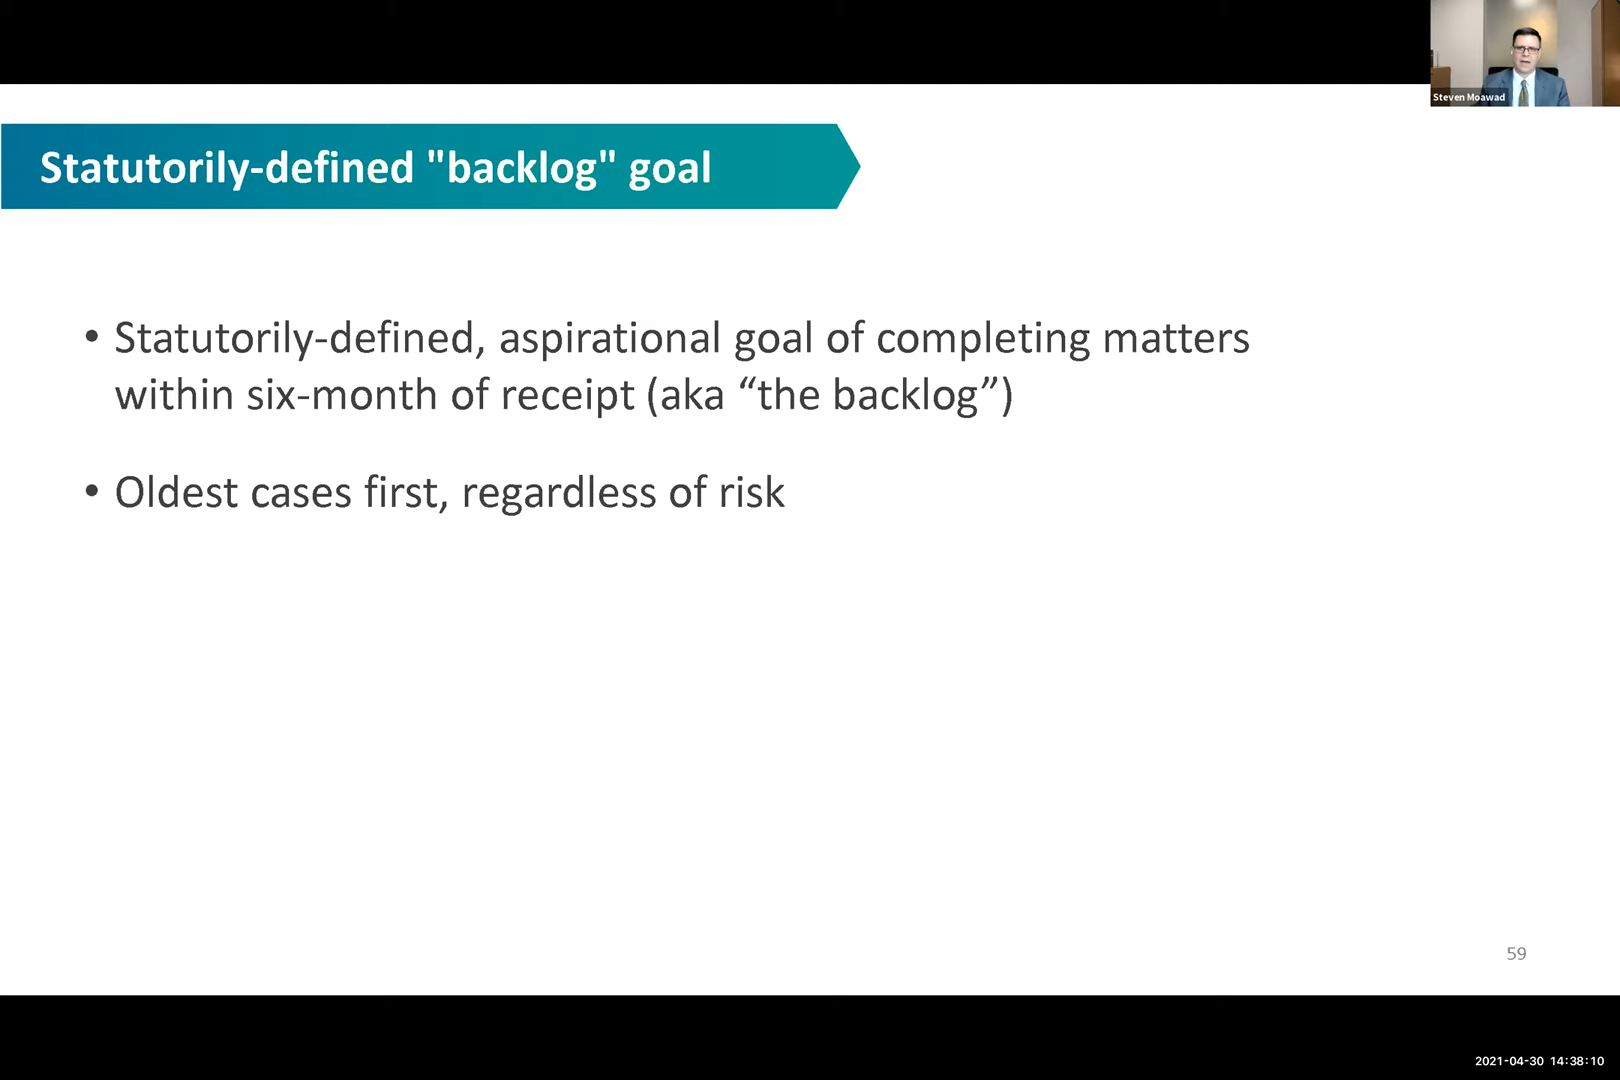 Steven Moawad
Statutorily-defined "backlog" goal
• Statutorily-defined, aspirational goal of completing matters
within six-month of receipt (aka “the backlog”)
• Oldest cases first, regardless of risk
59
2021-04-30 14:38:10